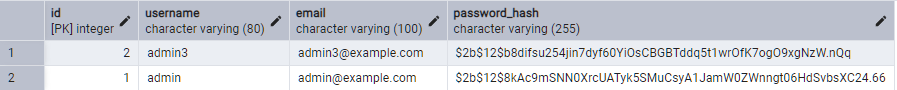 id username email password_hash
[PK] integer character varying (80) character varying (100) character varying (255)
1 2 admin3 admin3@example.com $2b$12$b8difsu254jin7dyf60YiOsCBGBTddq5t1wrOfK7ogO9xgNzW.nQq
2 1 admin admin@example.com $2b$12$8kAc9mSNN0XrcUATyk5SMuCsyA1JamW0ZWnngt06HdSvbsXC24.66